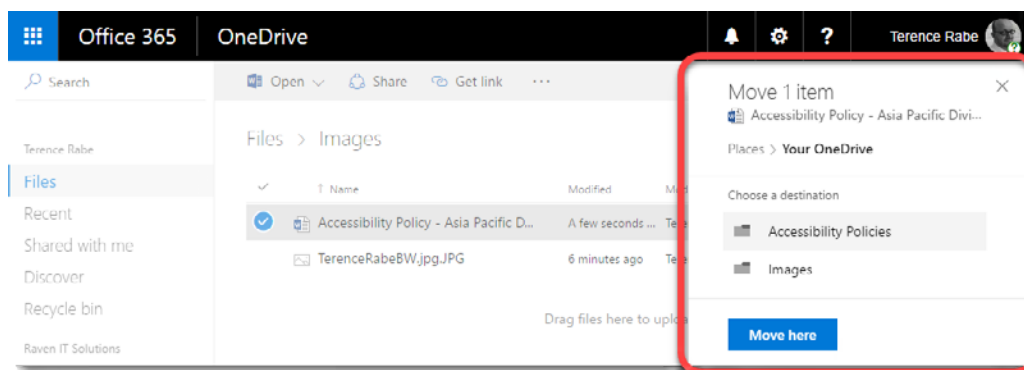 Office 365
OneDrive
?
Terence Rabe
Search
Open
Share
Get link
...
Terence Rabe
Files
Recent
Shared with me
Discover
Recycle bin
Raven IT Solutions
Files > Images
↑ Name
Modified
Accessibility Policy - Asia Pacific D...
A few seconds ...
TerenceRabeBW.jpg.JPG
6 minutes ago
Drag files here to
Move 1 item
Accessibility Policy - Asia Pacific Divi...
Places > Your OneDrive
Choose a destination
Accessibility Policies
Images
Move here